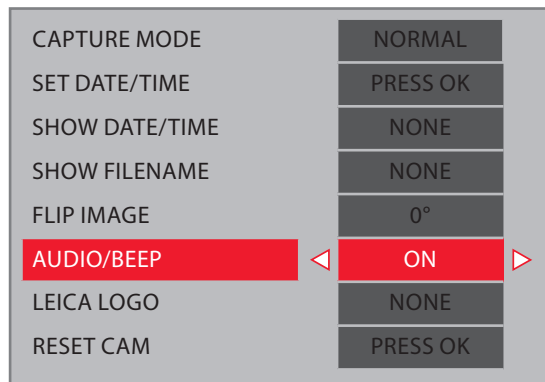 CAPTURE MODE NORMAL
SET DATE/TIME PRESS OK
SHOW DATE/TIME NONE
SHOW FILENAME NONE
FLIP IMAGE 0°
AUDIO/BEEP ON
LEICA LOGO NONE
RESET CAM PRESS OK